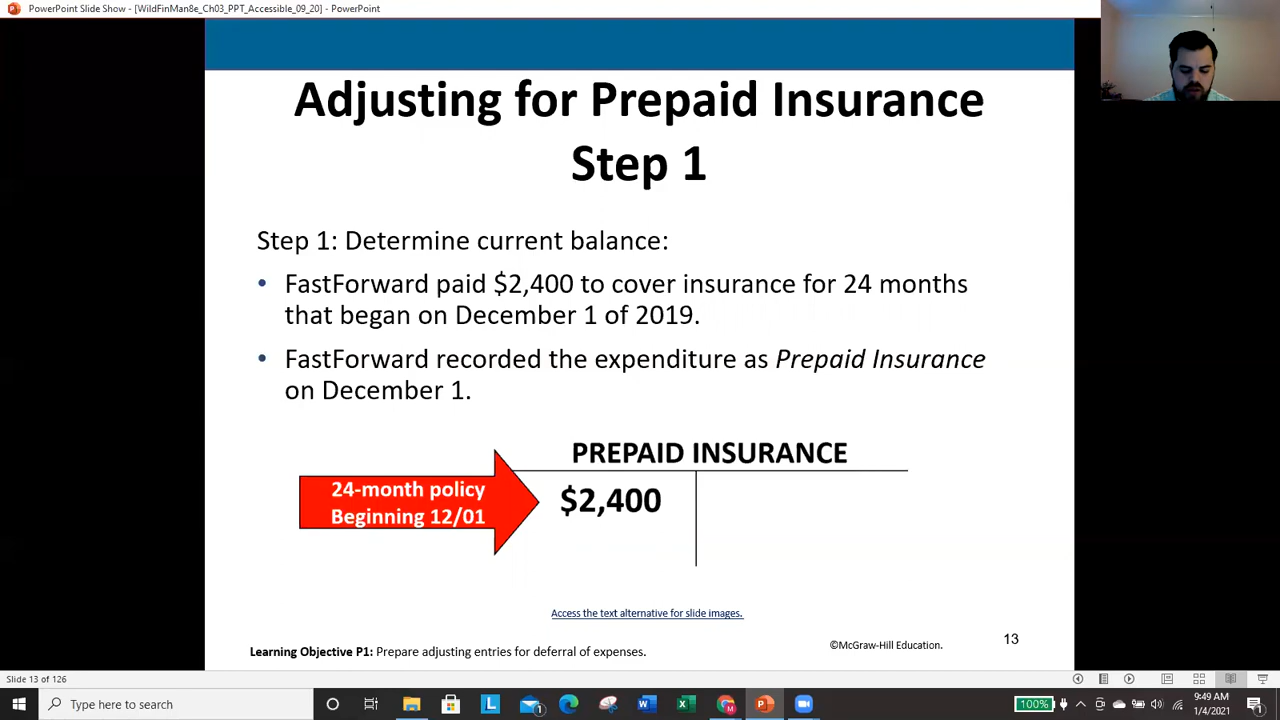 PowerPoint Slide Show - [WildFinMan8e_Ch03_PPT_Accessible_09_20] - PowerPoint
Adjusting for Prepaid Insurance
Step 1
Step 1: Determine current balance:
• FastForward paid $2,400 to cover insurance for 24 months
that began on December 1 of 2019.
• FastForward recorded the expenditure as Prepaid Insurance
on December 1.
PREPAID INSURANCE
24-month policy
Beginning 12/01
$2,400
Access the text alternative for slide images.
Learning Objective P1: Prepare adjusting entries for deferral of expenses.
©McGraw-Hill Education.
13
Slide 13 of 126
Type here to search
100%
9:49 AM
1/4/2021